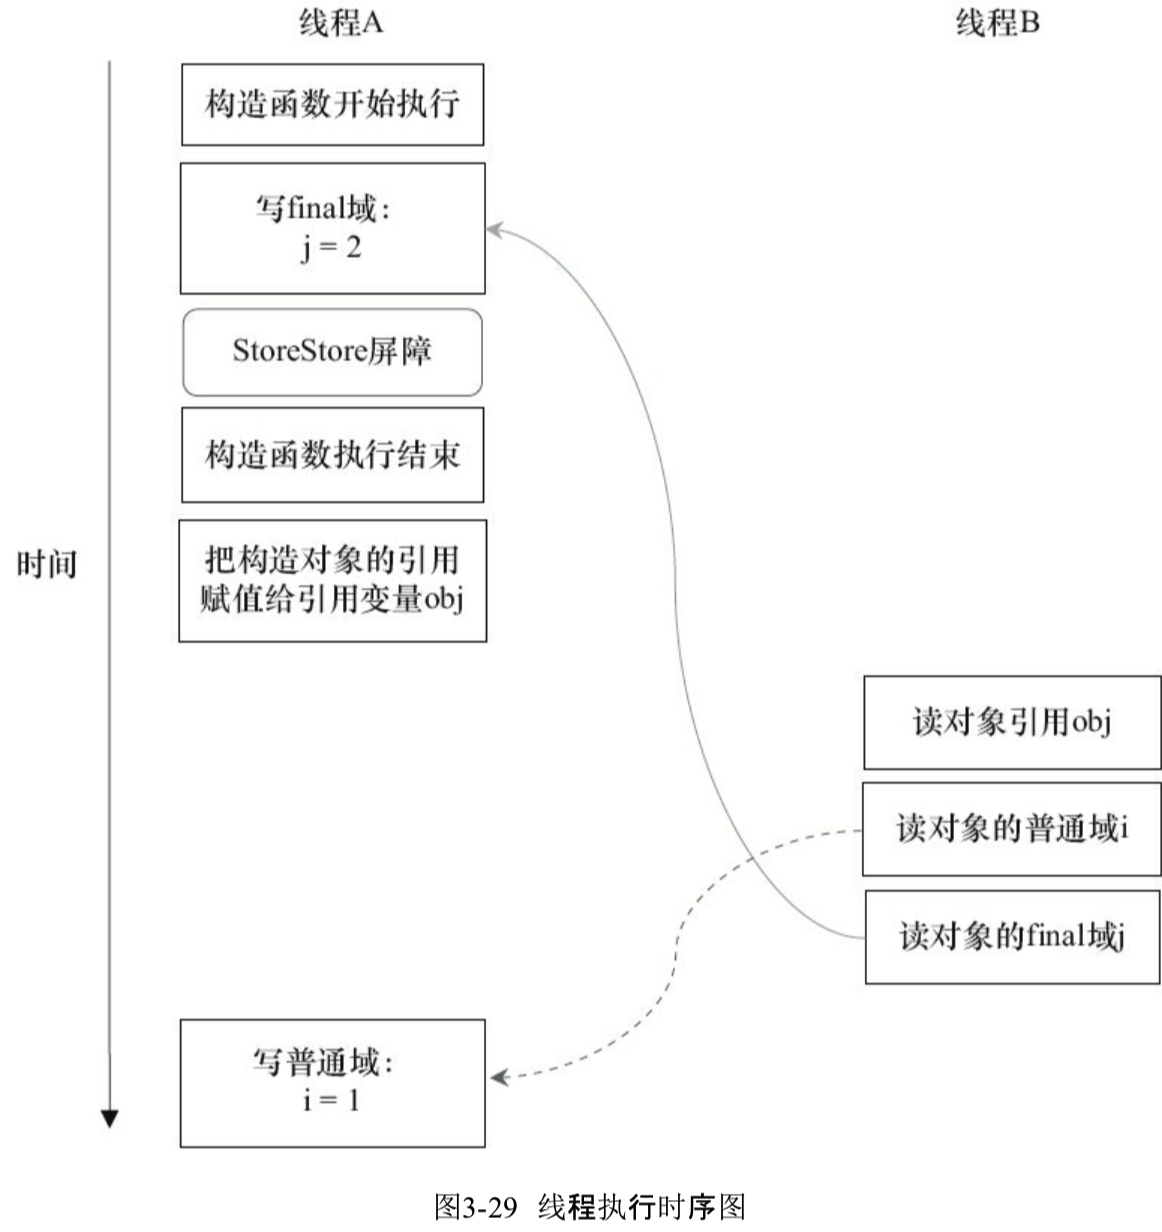 线程A
线程B
构造函数开始执行
写final域：
j = 2
StoreStore屏障
构造函数执行结束
时间
把构造对象的引用
赋值给引用变量obj
读对象引用obj
读对象的普通域i
读对象的final域j
写普通域：
i = 1
图3-29 线程执行时序图